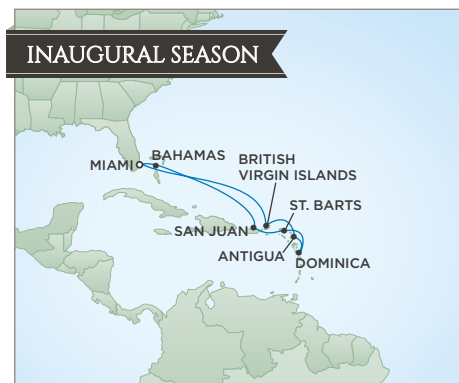 INAUGURAL SEASON
MIAMI
BAHAMAS
BRITISH
VIRGIN ISLANDS
ST. BARTS
SAN JUAN
ANTIGUA
DOMINICA